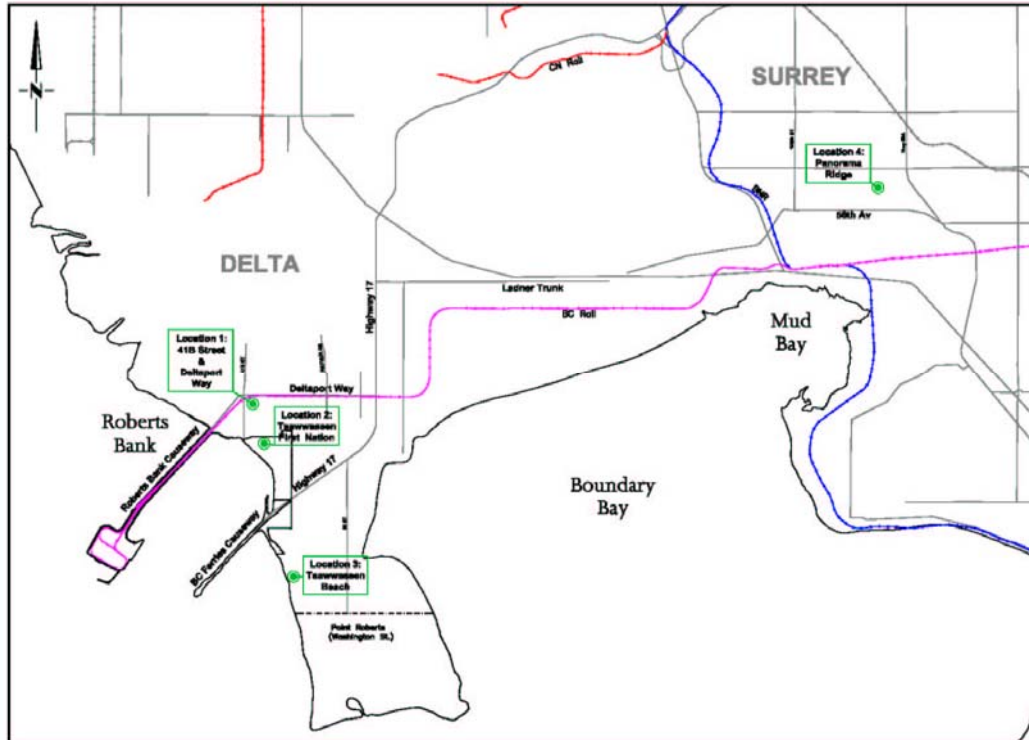 N
CN Rail
SURREY
Location 4:
Panorama
Ridge
BNR
58th Av
DELTA
Highway 17
Ladner Trunk
BC Rail
Mud
Bay
Location 1:
41B Street
&
Deltaport
Way
Deltaport Way
Roberts
Bank
Location 2:
Tsawwassen
First Nation
Roberts Bank Causeway
Highway 17
Boundary
Bay
BC Ferries Causeway
Location 3:
Tsawwassen
Beach
Point Roberts
(Washington St.)